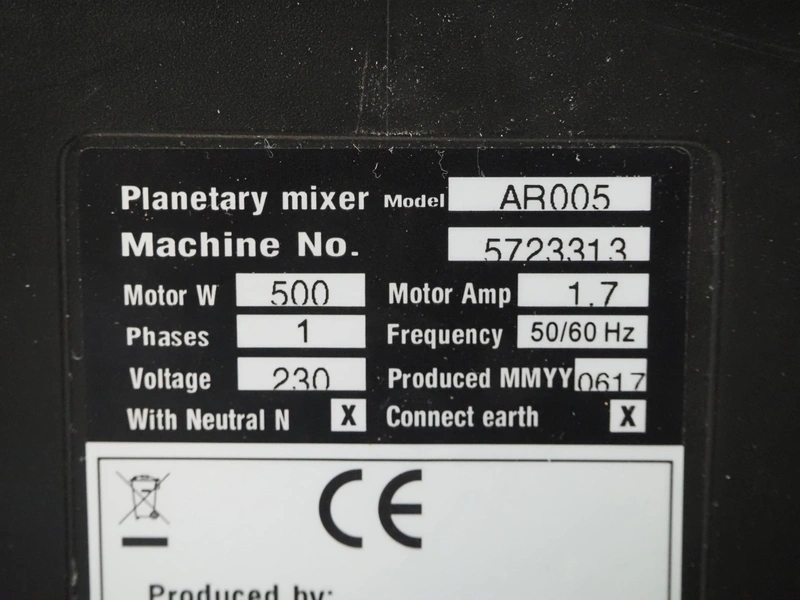 Planetary mixer Model AR005
Machine No. 5723313
Motor W 500 Motor Amp 1.7
Phases 1 Frequency 50/60 Hz
Voltage 230 Produced MMYY 0617
With Neutral N X Connect earth X
CE
Produced by: